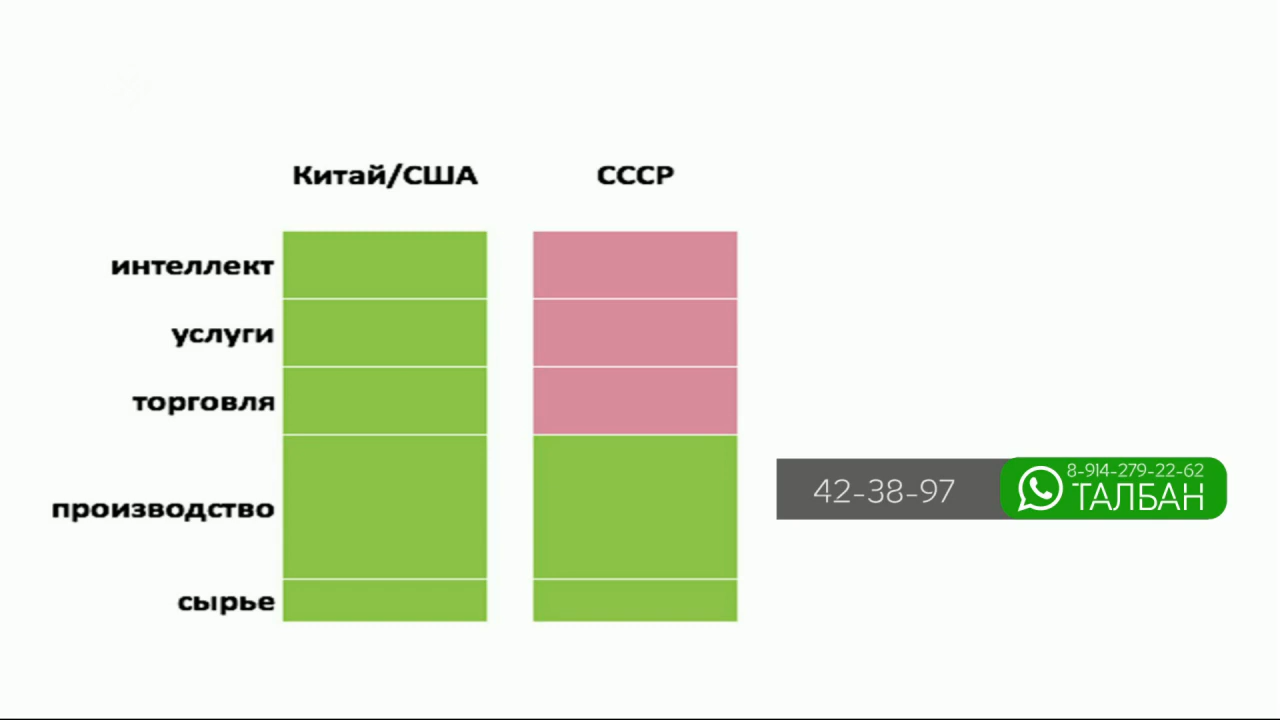 Китай/США
СССР
интеллект
услуги
торговля
производство
сырье
42-38-97
8-914-279-22-62
ТАЛБАН